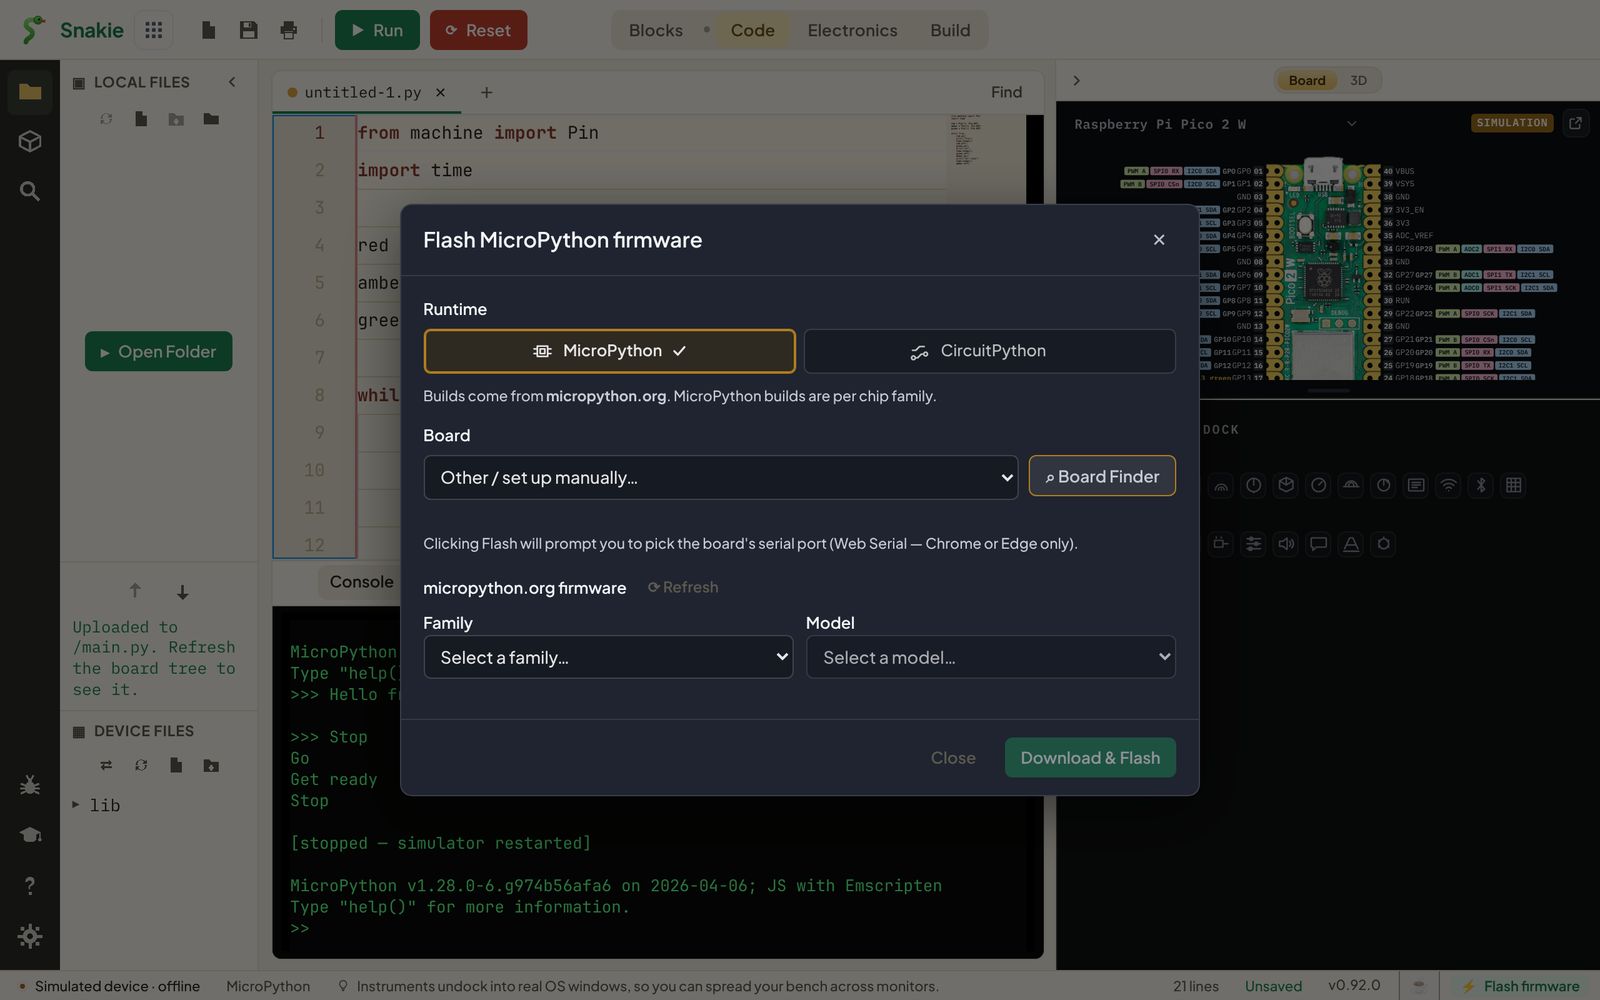 Snakie
Run
Reset
Blocks
Code
Electronics
Build
LOCAL FILES
untitled-1.py
Find
Board
3D
1 from machine import Pin
2 import time
3
4 red
5 ambe
6 gree
7
8 whil
9
10
11
12
Open Folder
Raspberry Pi Pico 2 W
SIMULATION
Flash MicroPython firmware
Runtime
MicroPython
CircuitPython
Builds come from micropython.org. MicroPython builds are per chip family.
Board
Other / set up manually...
Board Finder
Clicking Flash will prompt you to pick the board's serial port (Web Serial — Chrome or Edge only).
micropython.org firmware
Refresh
Family
Model
Select a family...
Select a model...
Close
Download & Flash
DOCK
Uploaded to
/main.py. Refresh
the board tree to
see it.
DEVICE FILES
lib
Console
MicroPython
Type "help(
>>> Hello f
>>> Stop
Go
Get ready
Stop
[stopped — simulator restarted]
MicroPython v1.28.0-6.g974b56afa6 on 2026-04-06; JS with Emscripten
Type "help()" for more information.
>>
Simulated device · offline
MicroPython
Instruments undock into real OS windows, so you can spread your bench across monitors.
21 lines
Unsaved
v0.92.0
Flash firmware